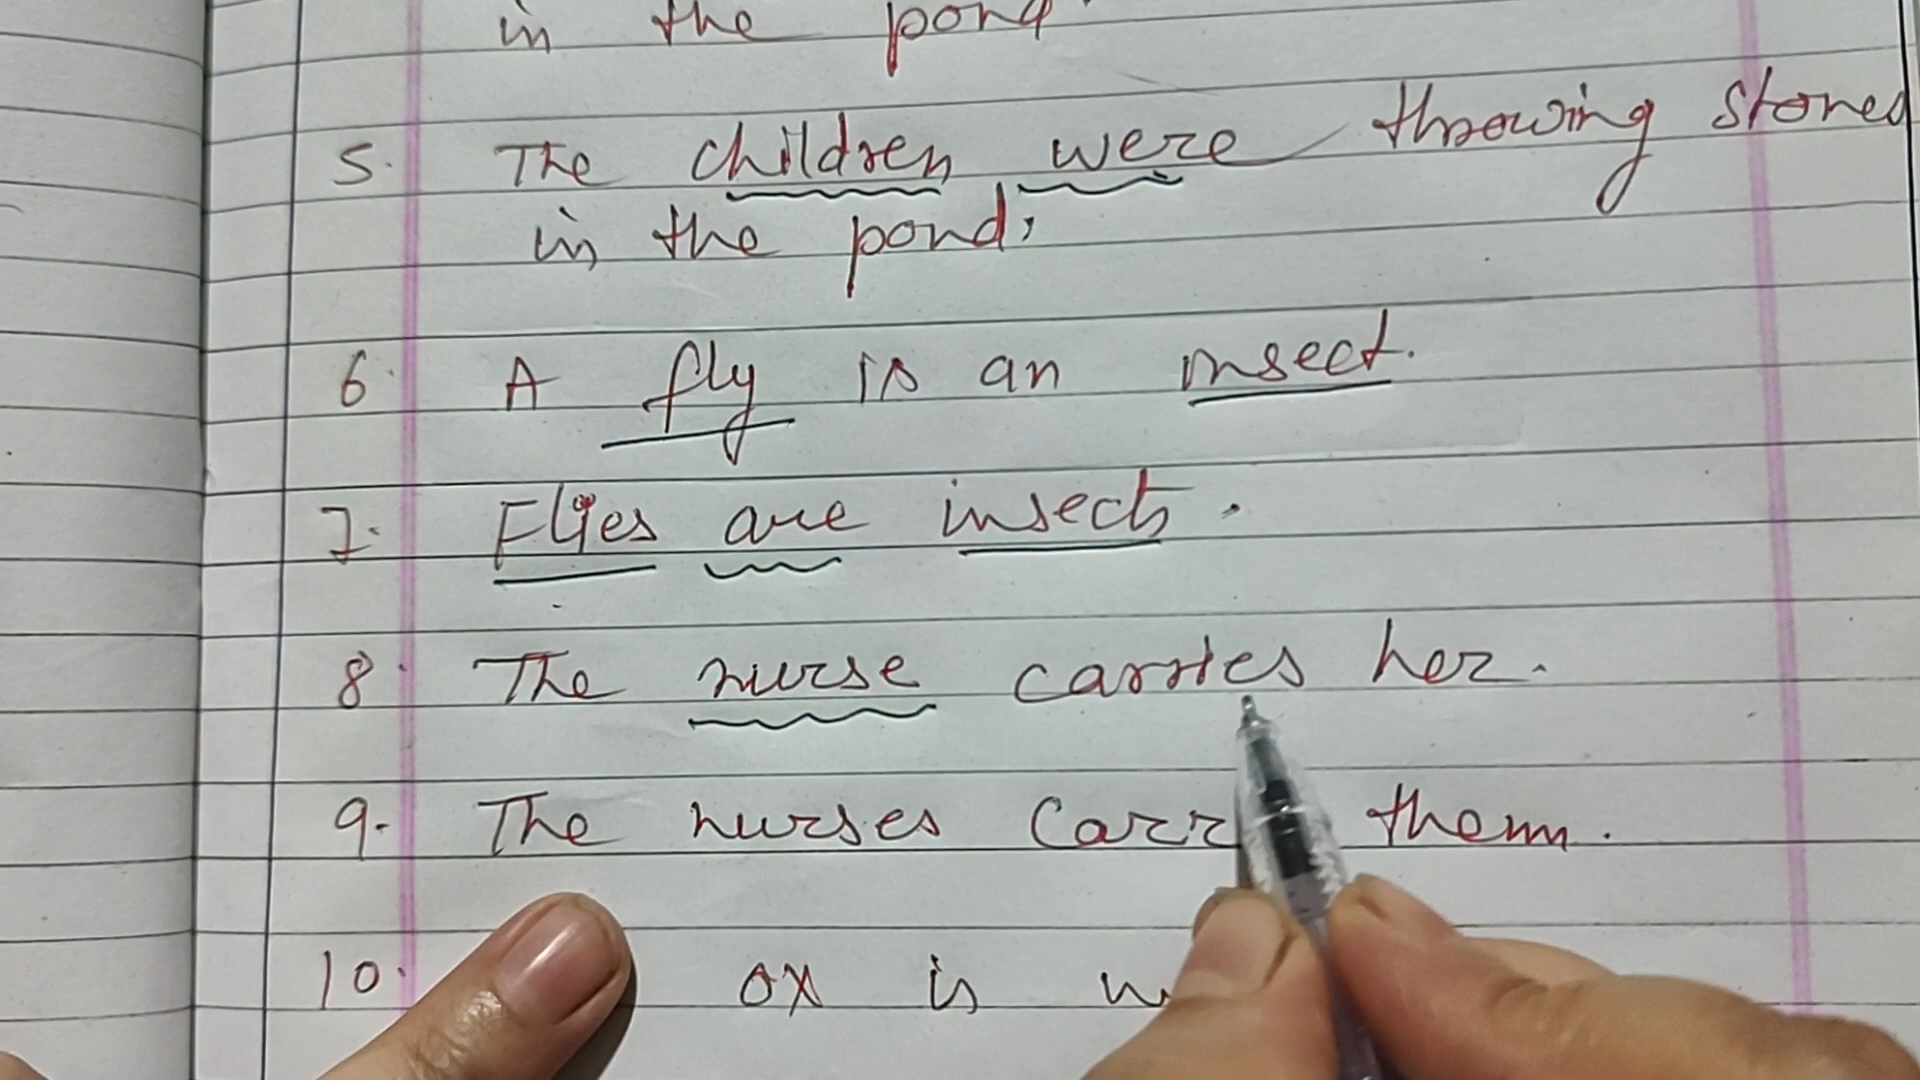 in the pond
5. The children were throwing stones
in the pond.
6. A fly is an insect.
7. Flies are insects.
8. The nurse carries her.
9. The nurses them.
10. ox is